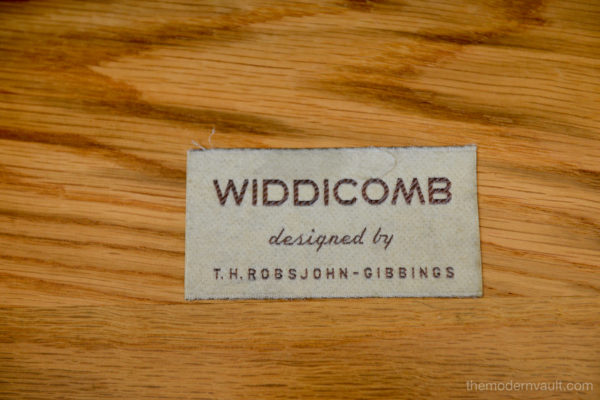 WIDDICOMB
designed by
T.H. ROBSJOHN-GIBBINGS
themodernvault.com